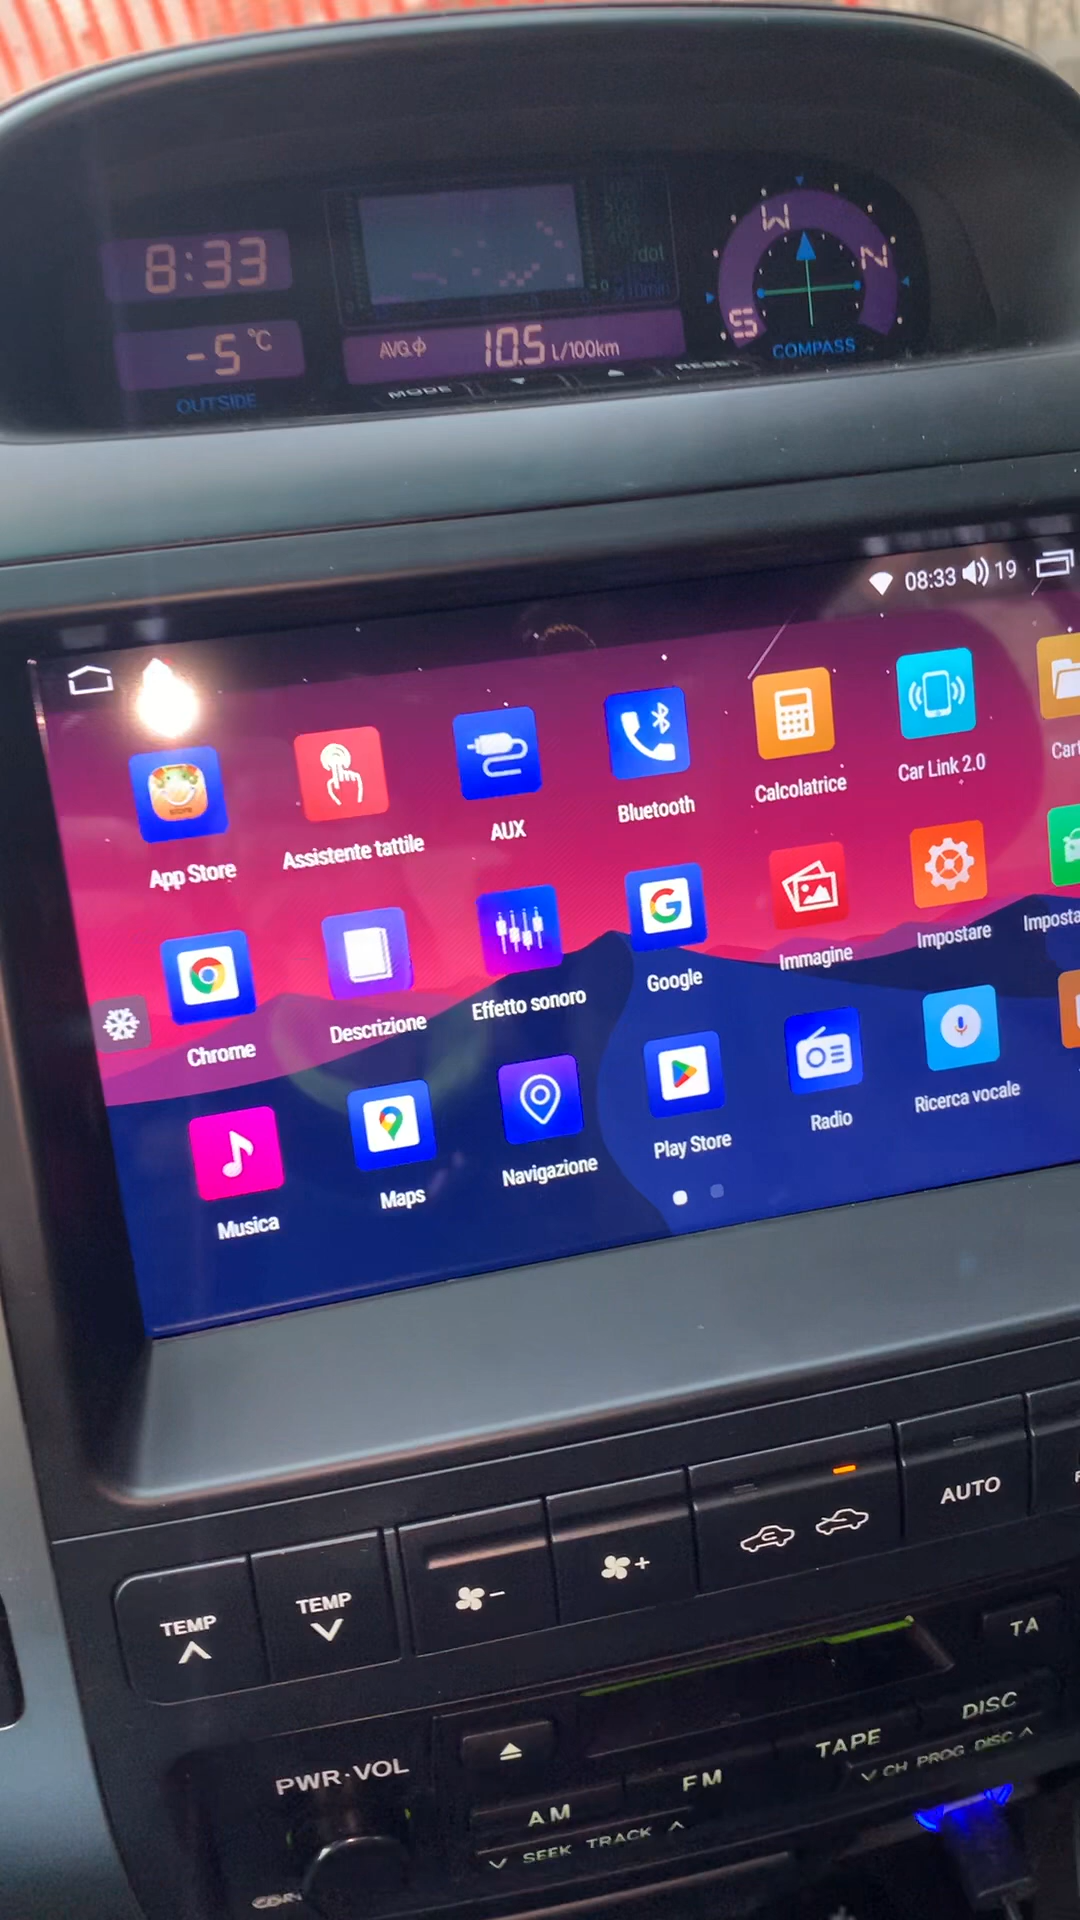 8:33
-5°C
OUTSIDE
/dot
AVG.ɸ 10.5 L/100km
MODE RESET
W
N
S
COMPASS
08:33 19
App Store
Assistente tattile
AUX
Bluetooth
Calcolatrice
Car Link 2.0
Chrome
Descrizione
Effetto sonoro
Google
Immagine
Impostare
Musica
Maps
Navigazione
Play Store
Radio
Ricerca vocale
TEMP
TEMP
-
+
AUTO
TA
PWR·VOL
AM
FM
TAPE
DISC
SEEK TRACK
CH PROG DISC